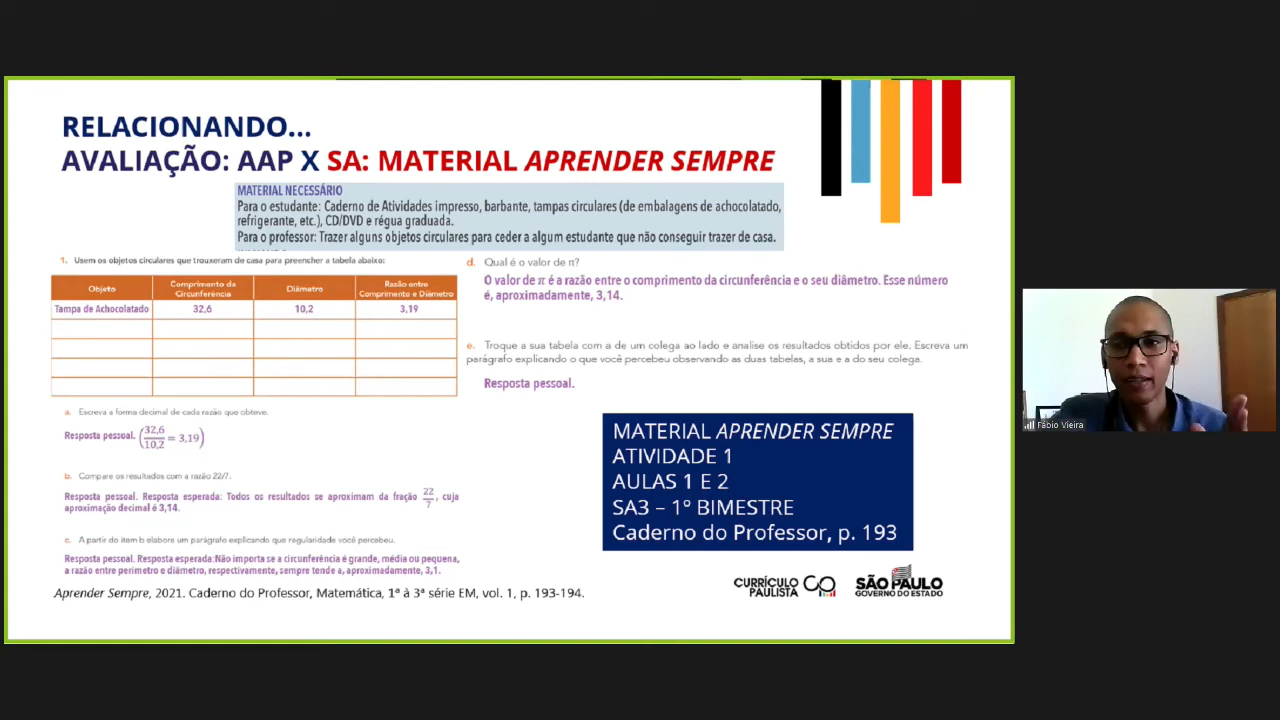 RELACIONANDO...
AVALIAÇÃO: AAP X SA: MATERIAL APRENDER SEMPRE
MATERIAL NECESSÁRIO
Para o estudante: Caderno de Atividades impresso, barbante, tampas circulares (de embalagens de achocolatado,
refrigerante, etc.), CD/DVD e régua graduada.
Para o professor: Trazer alguns objetos circulares para ceder a algum estudante que não conseguir trazer de casa.
1. Usem os objetos circulares que trouxeram de casa para preencher a tabela abaixo:
Objeto
Comprimento da
Circunferência
Diâmetro
Razão entre
Comprimento e Diâmetro
Tampa de Achocolatado
32,6
10,2
3,19
a. Escreva a forma decimal de cada razão que obteve.
Resposta pessoal. (32,6/10,2 = 3,19)
b. Compare os resultados com a razão 22/7.
Resposta pessoal. Resposta esperada: Todos os resultados se aproximam da fração 22/7, cuja
aproximação decimal é 3,14.
c. A partir do item b elabore um parágrafo explicando que regularidade você percebeu.
Resposta pessoal. Resposta esperada:Não importa se a circunferência é grande, média ou pequena,
a razão entre perímetro e diâmetro, respectivamente, sempre tende a, aproximadamente, 3,1.
d. Qual é o valor de π?
O valor de π é a razão entre o comprimento da circunferência e o seu diâmetro. Esse número
é, aproximadamente, 3,14.
e. Troque a sua tabela com a de um colega ao lado e analise os resultados obtidos por ele. Escreva um
parágrafo explicando o que você percebeu observando as duas tabelas, a sua e a do seu colega.
Resposta pessoal.
MATERIAL APRENDER SEMPRE
ATIVIDADE 1
AULAS 1 E 2
SA3 – 1º BIMESTRE
Caderno do Professor, p. 193
Aprender Sempre, 2021. Caderno do Professor, Matemática, 1ª à 3ª série EM, vol. 1, p. 193-194.
CURRÍCULO
PAULISTA
SÃO PAULO
GOVERNO DO ESTADO
Fábio Vieira